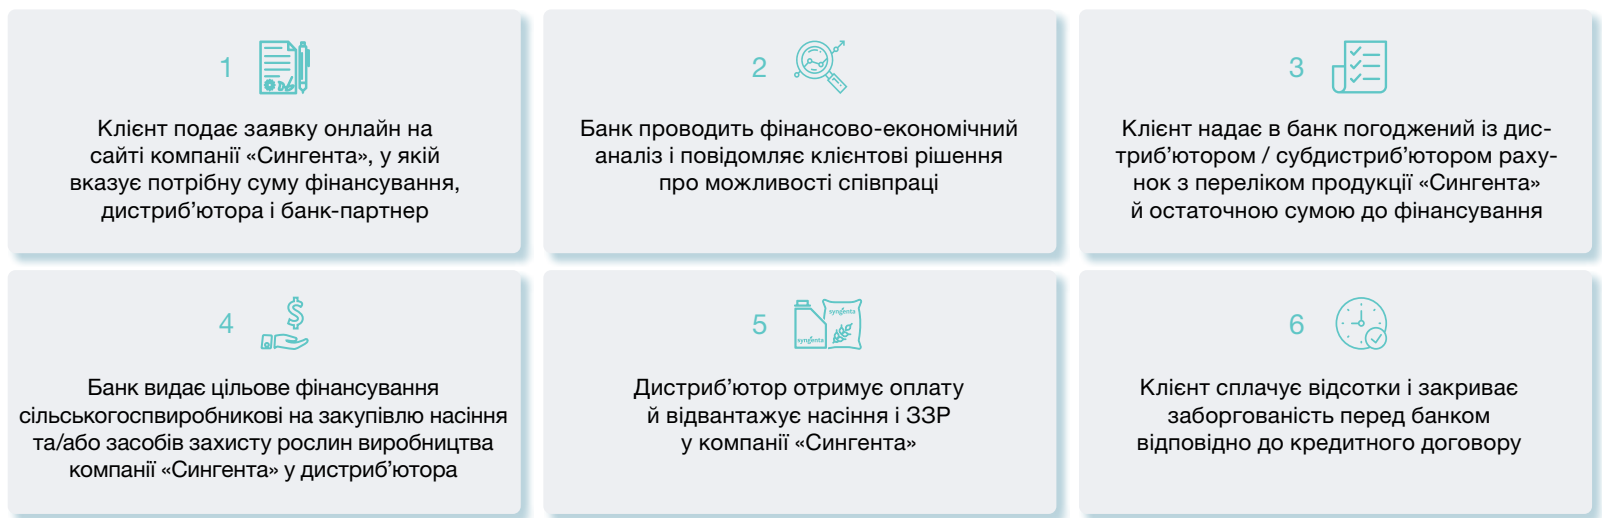 1
Клієнт подає заявку онлайн на
сайті компанії «Сингента», у якій
вказує потрібну суму фінансування,
дистриб’ютора і банк-партнер
2
Банк проводить фінансово-економічний
аналіз і повідомляє клієнтові рішення
про можливості співпраці
3
Клієнт надає в банк погоджений із дис-
триб’ютором / субдистриб’ютором раху-
нок з переліком продукції «Сингента»
й остаточною сумою до фінансування
4
$
Банк видає цільове фінансування
сільськогоспвиробникові на закупівлю насіння
та/або засобів захисту рослин виробництва
компанії «Сингента» у дистриб’ютора
5
syngenta
syngenta
Дистриб’ютор отримує оплату
й відвантажує насіння і ЗЗР
у компанії «Сингента»
6
Клієнт сплачує відсотки і закриває
заборгованість перед банком
відповідно до кредитного договору